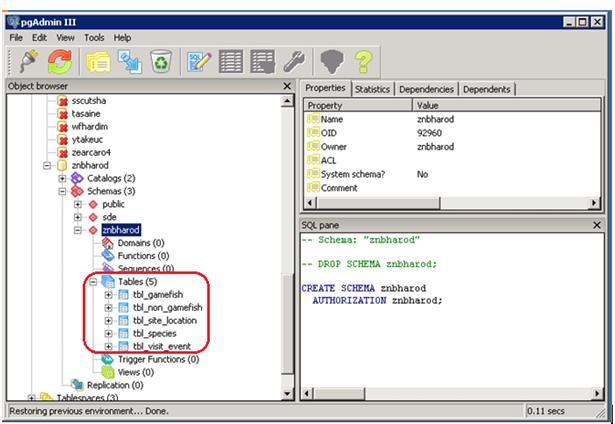 pgAdmin III
File Edit View Tools Help
Object browser
sscutsha
tasaine
wfhardim
ytakeuc
zearcaro4
znbharod
Catalogs (2)
Schemas (3)
public
sde
znbharod
Domains (0)
Functions (0)
Sequences (0)
Tables (5)
tbl_gamefish
tbl_non_gamefish
tbl_site_location
tbl_species
tbl_visit_event
Trigger Functions (0)
Views (0)
Replication (0)
Tablespaces (3)
Properties Statistics Dependencies Dependents
Property Value
Name znbharod
OID 92960
Owner znbharod
ACL
System schema? No
Comment
SQL pane
-- Schema: "znbharod"
-- DROP SCHEMA znbharod;
CREATE SCHEMA znbharod
AUTHORIZATION znbharod;
Restoring previous environment... Done. 0.11 secs